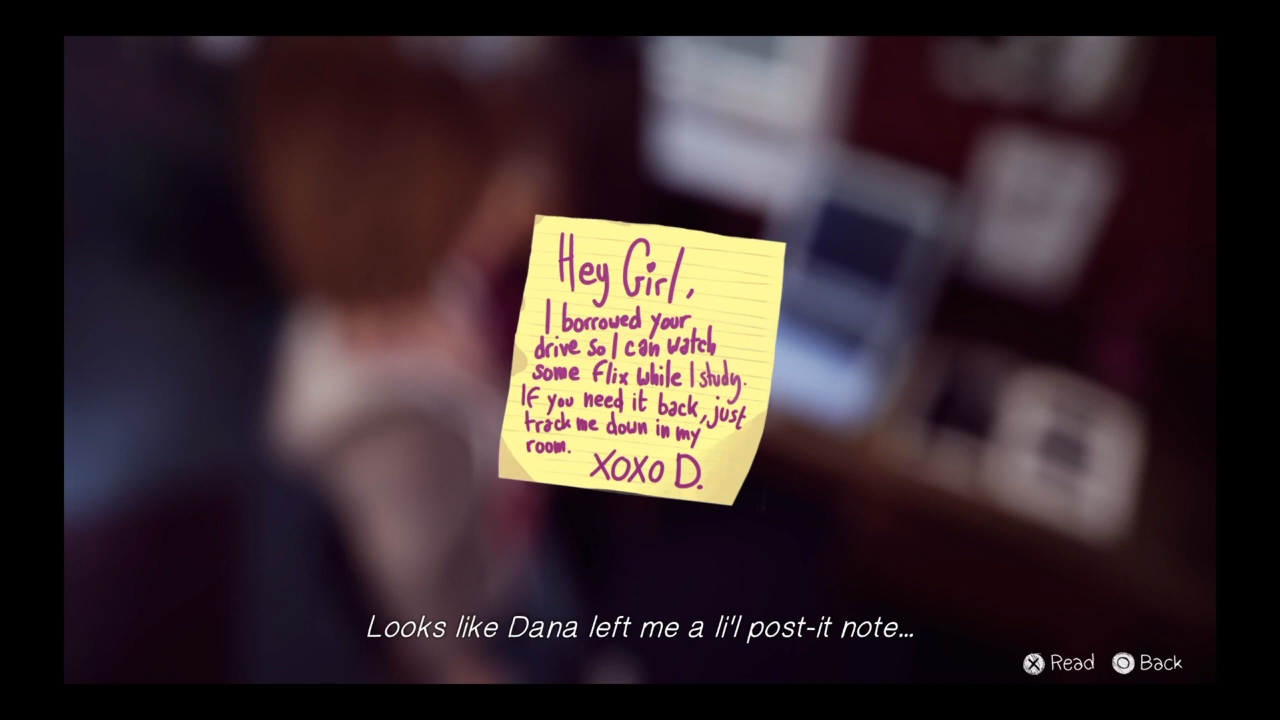 Hey Girl,
I borrowed your
drive so I can watch
some Flix while I study.
If you need it back, just
track me down in my
room.
XOXO D.
Looks like Dana left me a li'l post-it note...
Read Back